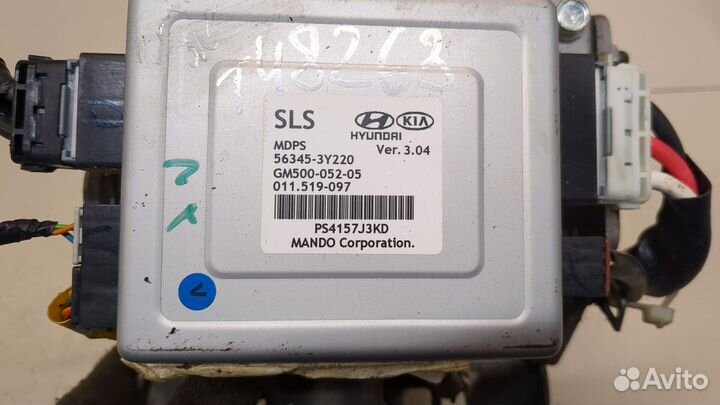 148263
SLS
HYUNDAI
KIA
MDPS
Ver. 3.04
56345-3Y220
GM500-052-05
011.519-097
PS4157J3KD
MANDO Corporation.
Avito